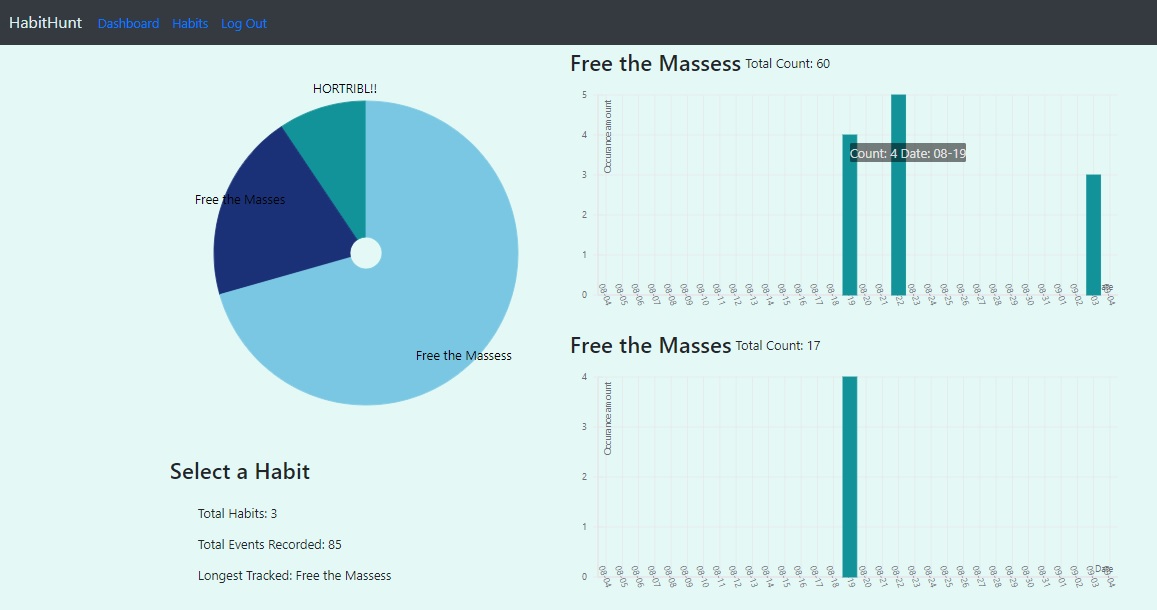 HabitHunt Dashboard Habits Log Out
HORTRIBL!!
Free the Masses
Free the Massess
Select a Habit
Total Habits: 3
Total Events Recorded: 85
Longest Tracked: Free the Massess
Free the Massess Total Count: 60
5
4
3
2
1
0
Occurance amount
Count: 4 Date: 08-19
08-04 08-05 08-06 08-07 08-08 08-09 08-10 08-11 08-12 08-13 08-14 08-15 08-16 08-17 08-18 19 08-20 08-21 22 08-23 08-24 08-25 08-26 08-27 08-28 08-29 08-30 08-31 09-01 09-02 03
Free the Masses Total Count: 17
4
3
2
1
0
Occurance amount
08-04 08-05 08-06 08-07 08-08 08-09 08-10 08-11 08-12 08-13 08-14 08-15 08-16 08-17 08-18 19 08-20 08-21 08-22 08-23 08-24 08-25 08-26 08-27 08-28 08-29 08-30 08-31 09-01 09-02 09-03
Date